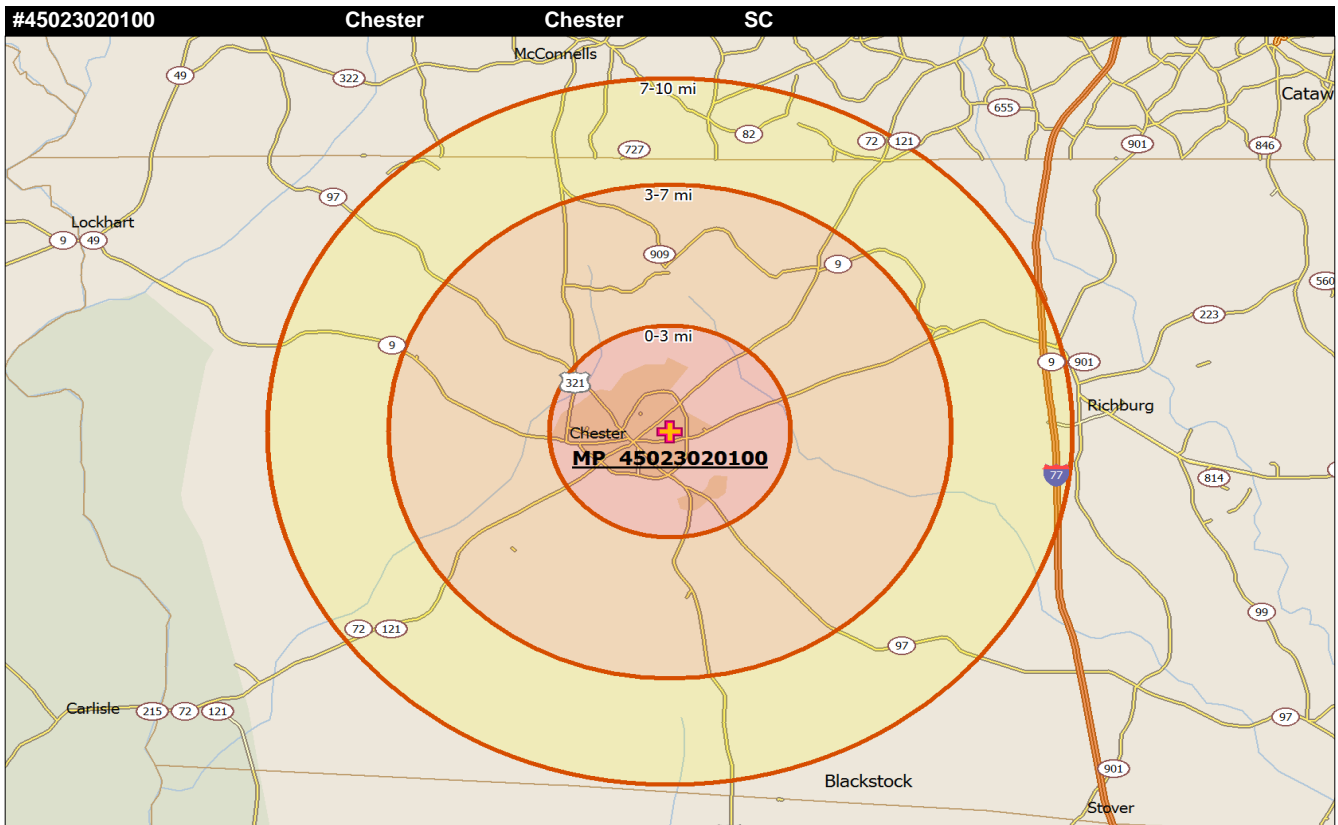 #45023020100 Chester Chester SC
McConnells
49
322
7-10 mi
655
Cataw
82
72 121
901
846
727
3-7 mi
97
Lockhart
9 49
909
9
560
223
0-3 mi
9
9 901
321
Richburg
Chester
MP 45023020100
77
814
99
72 121
97
Carlisle 215 72 121
97
901
Blackstock
Stover